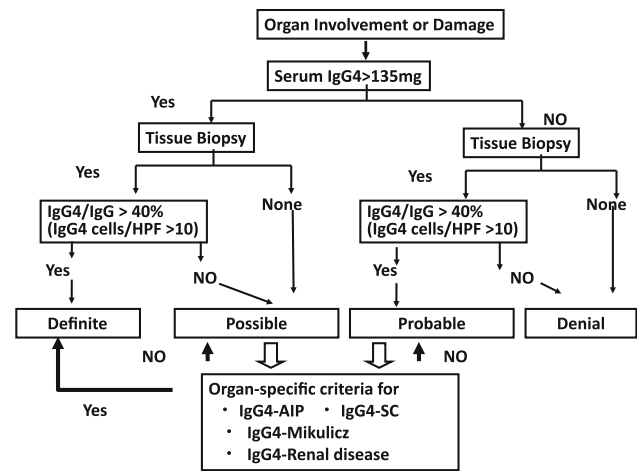 Organ Involvement or Damage
Serum IgG4>135mg
Yes
NO
Tissue Biopsy
Tissue Biopsy
Yes
Yes
IgG4/IgG > 40%
(IgG4 cells/HPF >10)
None
IgG4/IgG > 40%
(IgG4 cells/HPF >10)
None
Yes
NO
Yes
NO
Definite
Possible
Probable
Denial
NO
NO
Yes
Organ-specific criteria for
· IgG4-AIP · IgG4-SC
· IgG4-Mikulicz
· IgG4-Renal disease